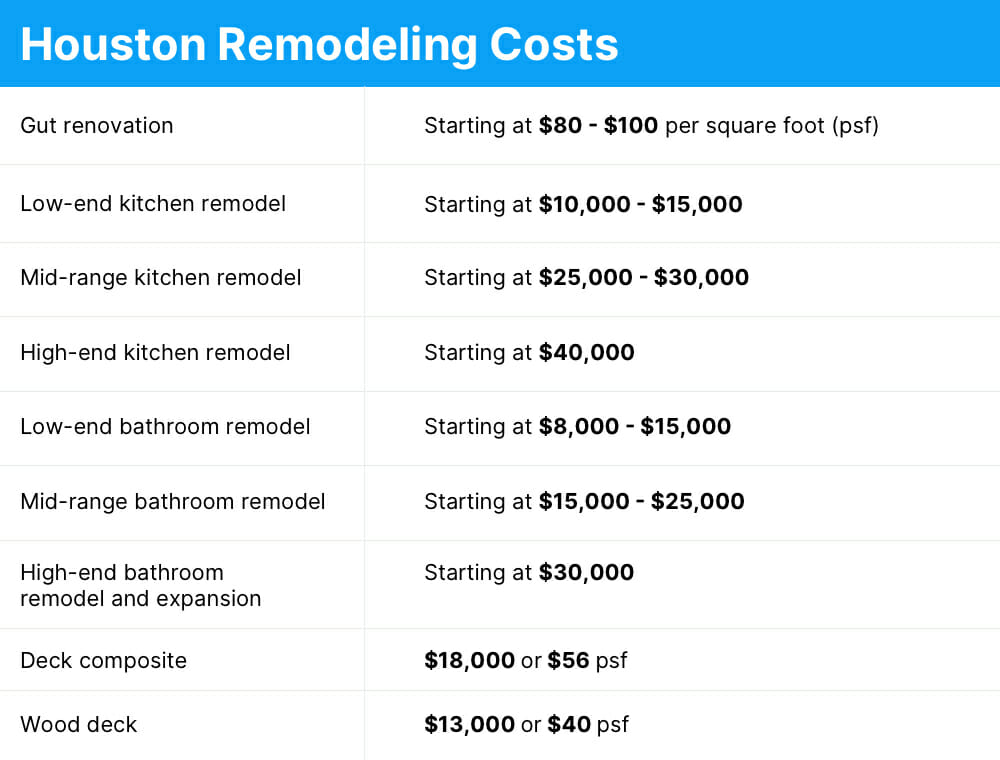 Houston Remodeling Costs
Gut renovation
Starting at $80 - $100 per square foot (psf)
Low-end kitchen remodel
Starting at $10,000 - $15,000
Mid-range kitchen remodel
Starting at $25,000 - $30,000
High-end kitchen remodel
Starting at $40,000
Low-end bathroom remodel
Starting at $8,000 - $15,000
Mid-range bathroom remodel
Starting at $15,000 - $25,000
High-end bathroom
remodel and expansion
Starting at $30,000
Deck composite
$18,000 or $56 psf
Wood deck
$13,000 or $40 psf